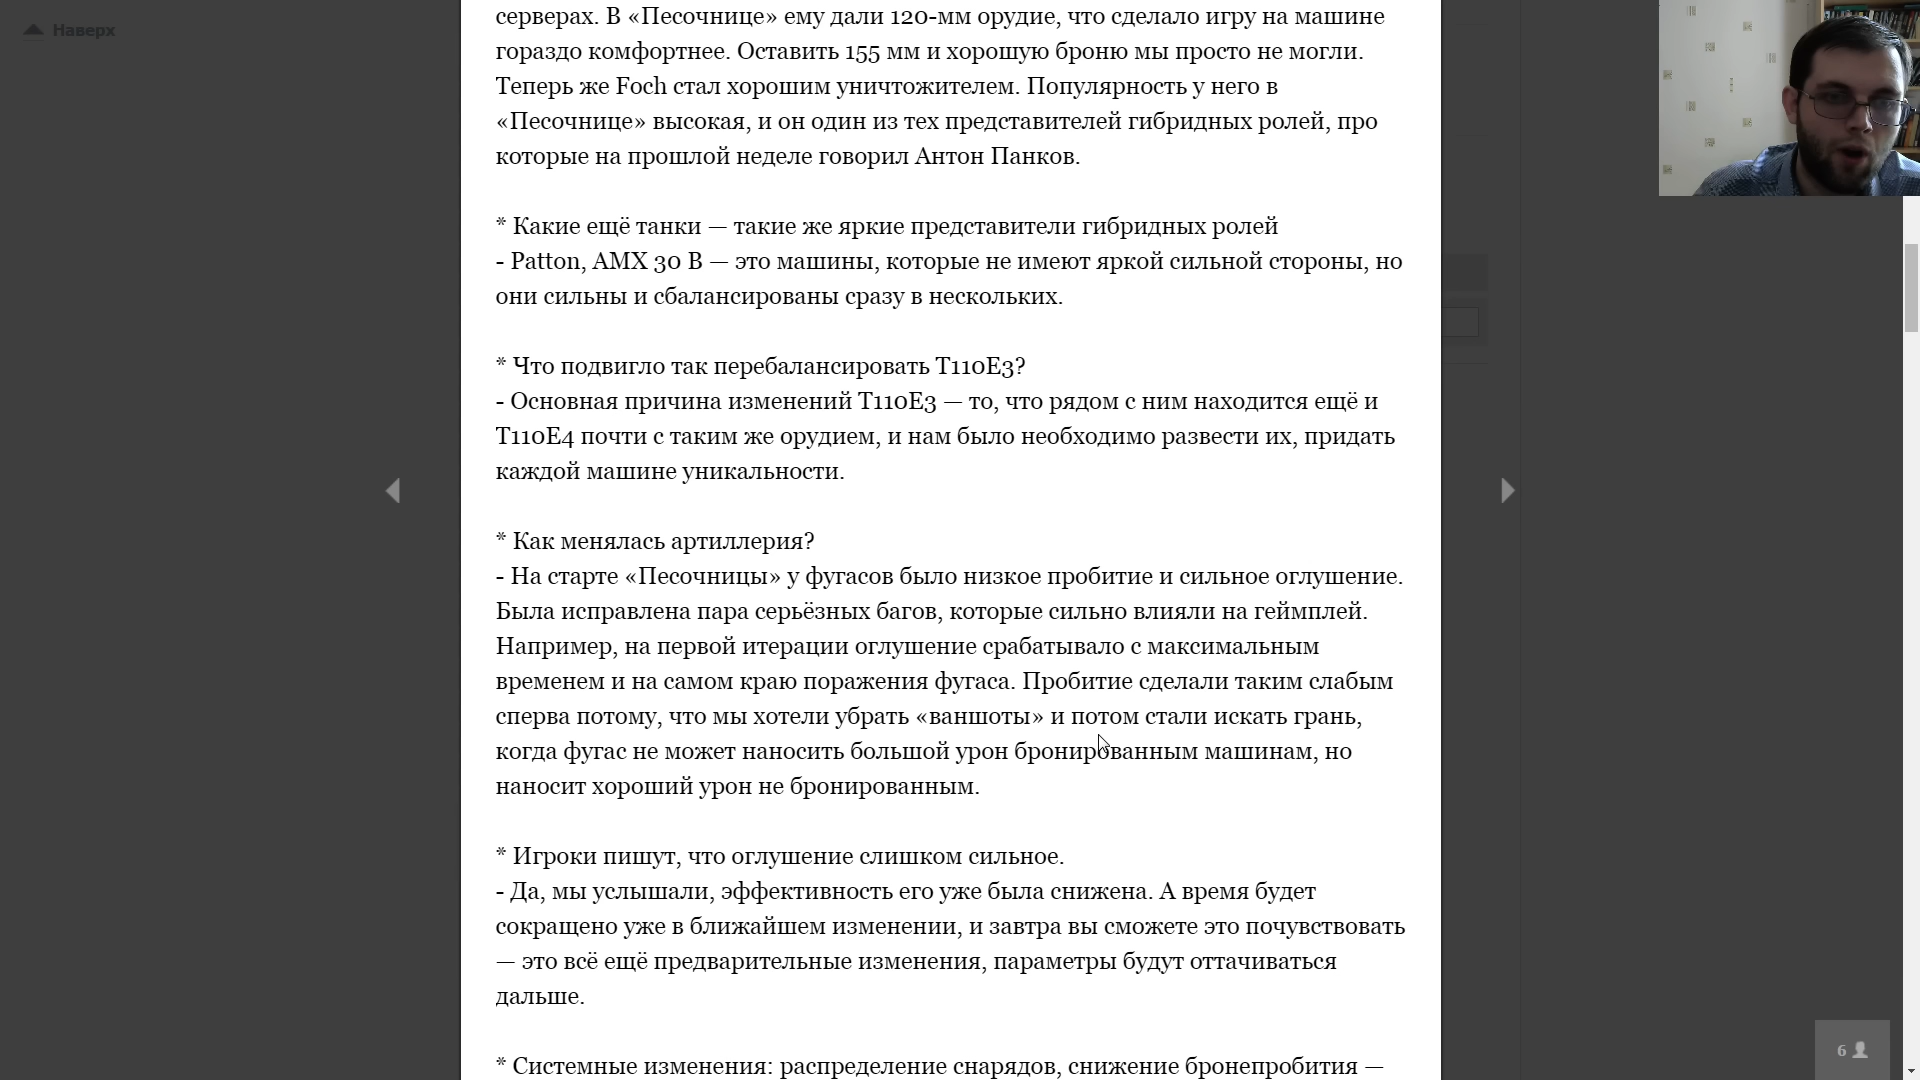 Наверх
серверах. В «Песочнице» ему дали 120-мм орудие, что сделало игру на машине
гораздо комфортнее. Оставить 155 мм и хорошую броню мы просто не могли.
Теперь же Foch стал хорошим уничтожителем. Популярность у него в
«Песочнице» высокая, и он один из тех представителей гибридных ролей, про
которые на прошлой неделе говорил Антон Панков.
* Какие ещё танки — такие же яркие представители гибридных ролей
- Patton, AMX 30 B — это машины, которые не имеют яркой сильной стороны, но
они сильны и сбалансированы сразу в нескольких.
* Что подвигло так перебалансировать T110E3?
- Основная причина изменений T110E3 — то, что рядом с ним находится ещё и
T110E4 почти с таким же орудием, и нам было необходимо развести их, придать
каждой машине уникальности.
* Как менялась артиллерия?
- На старте «Песочницы» у фугасов было низкое пробитие и сильное оглушение.
Была исправлена пара серьёзных багов, которые сильно влияли на геймплей.
Например, на первой итерации оглушение срабатывало с максимальным
временем и на самом краю поражения фугаса. Пробитие сделали таким слабым
сперва потому, что мы хотели убрать «ваншоты» и потом стали искать грань,
когда фугас не может наносить большой урон бронированным машинам, но
наносит хороший урон не бронированным.
* Игроки пишут, что оглушение слишком сильное.
- Да, мы услышали, эффективность его уже была снижена. А время будет
сокращено уже в ближайшем изменении, и завтра вы сможете это почувствовать
— это всё ещё предварительные изменения, параметры будут оттачиваться
дальше.
* Системные изменения: распределение снарядов, снижение бронепробития —
6